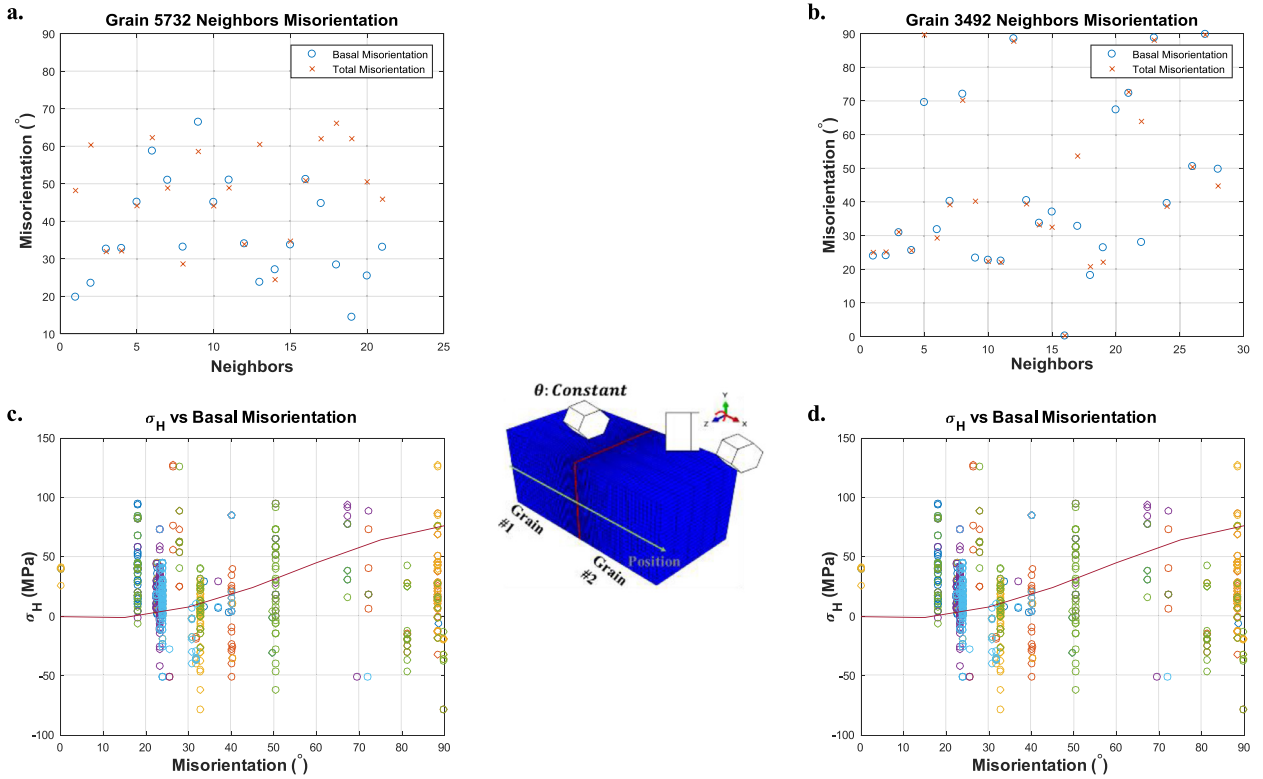 a.
Grain 5732 Neighbors Misorientation
90
80
70
60
50
40
30
20
10
0
5
10
15
20
25
Misorientation (°)
Neighbors
Basal Misorientation
Total Misorientation
b.
Grain 3492 Neighbors Misorientation
90
80
70
60
50
40
30
20
10
0
0
5
10
15
20
25
30
Misorientation (°)
Neighbors
Basal Misorientation
Total Misorientation
c.
σH vs Basal Misorientation
150
100
50
0
-50
-100
0
10
20
30
40
50
60
70
80
90
σH (MPa)
Misorientation (°)
θ: Constant
Y
Z
X
Grain
#1
Grain
#2
Position
d.
σH vs Basal Misorientation
150
100
50
0
-50
-100
0
10
20
30
40
50
60
70
80
90
σH (MPa)
Misorientation (°)